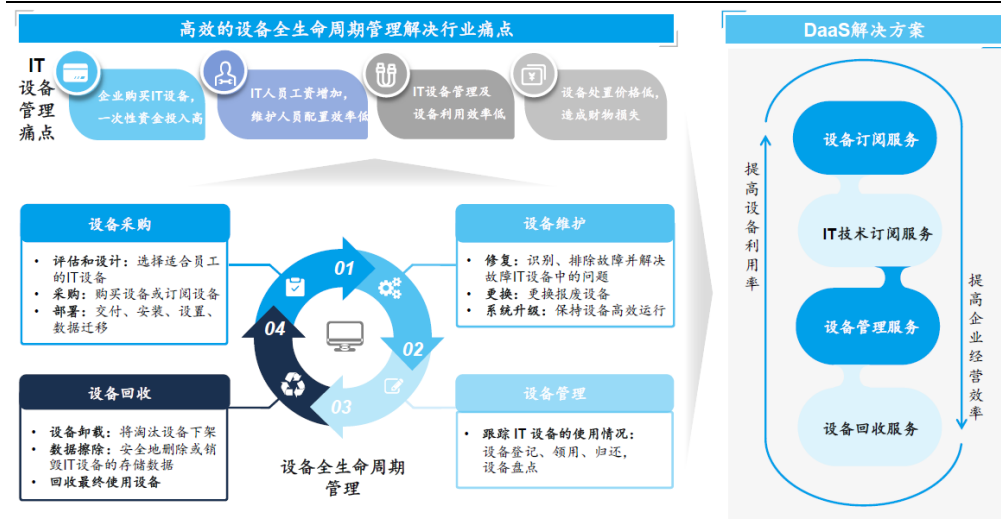 高效的设备全生命周期管理解决行业痛点
IT
设备
管理
痛点
企业购买IT设备，
一次性资金投入高
IT人员工资增加，
维护人员配置效率低
IT设备管理及
设备利用效率低
设备处置价格低，
造成财物损失
设备采购
• 评估和设计：选择适合员工
的IT设备
• 采购：购买设备或订阅设备
• 部署：交付、安装、设置、
数据迁移
设备维护
• 修复：识别、排除故障并解决
故障IT设备中的问题
• 更换：更换报废设备
• 系统升级：保持设备高效运行
01
02
03
04
设备回收
• 设备卸载：将淘汰设备下架
• 数据擦除：安全地删除或销
毁IT设备的存储数据
• 回收最终使用设备
设备管理
• 跟踪 IT 设备的使用情况：
设备登记、领用、归还，
设备盘点
设备全生命周期
管理
DaaS解决方案
提高设备利用率
设备订阅服务
IT技术订阅服务
设备管理服务
设备回收服务
提高企业经营效率